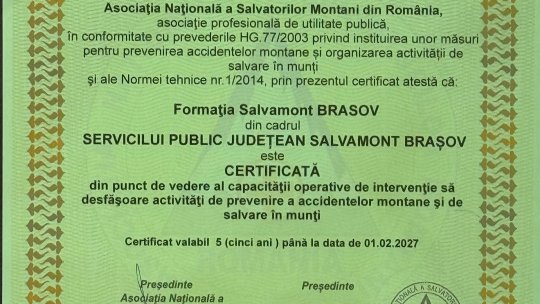 Asociaţia Naţională a Salvatorilor Montani din România,
asociaţie profesională de utilitate publică,
în conformitate cu prevederile HG.77/2003 privind instituirea unor măsuri
pentru prevenirea accidentelor montane şi organizarea activităţii de
salvare în munţi
şi ale Normei tehnice nr.1/2014, prin prezentul certificat atestă că:
Formaţia Salvamont BRASOV
din cadrul
SERVICILUI PUBLIC JUDEŢEAN SALVAMONT BRAŞOV
este
CERTIFICATĂ
din punct de vedere al capacităţii operative de intervenţie să
desfăşoare activităţi de prevenire a accidentelor montane şi de
salvare în munţi
Certificat valabil 5 (cinci ani ) până la data de 01.02.2027
Preşedinte Preşedinte
Asociaţia Naţională a
NAŢIONALĂ A SALVATOR